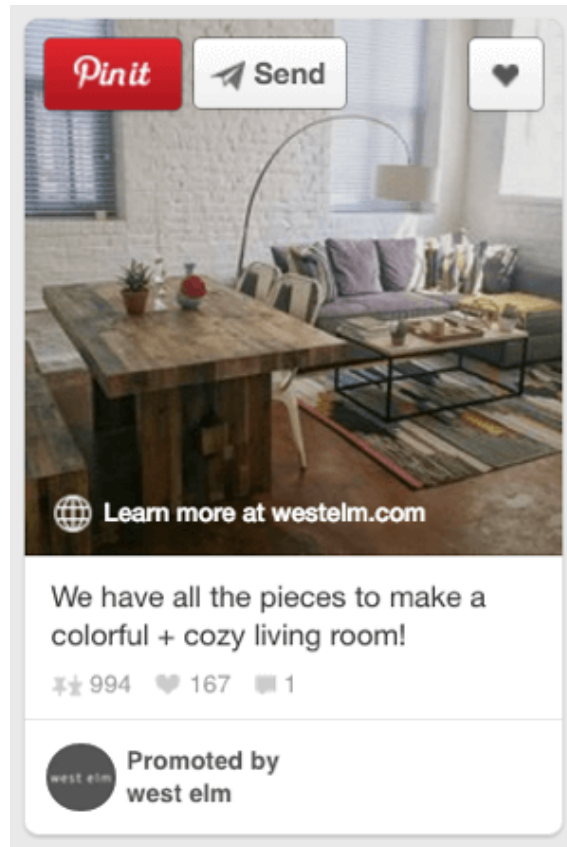 Pin it
Send
Learn more at westelm.com
We have all the pieces to make a
colorful + cozy living room!
994 167 1
west elm
Promoted by
west elm